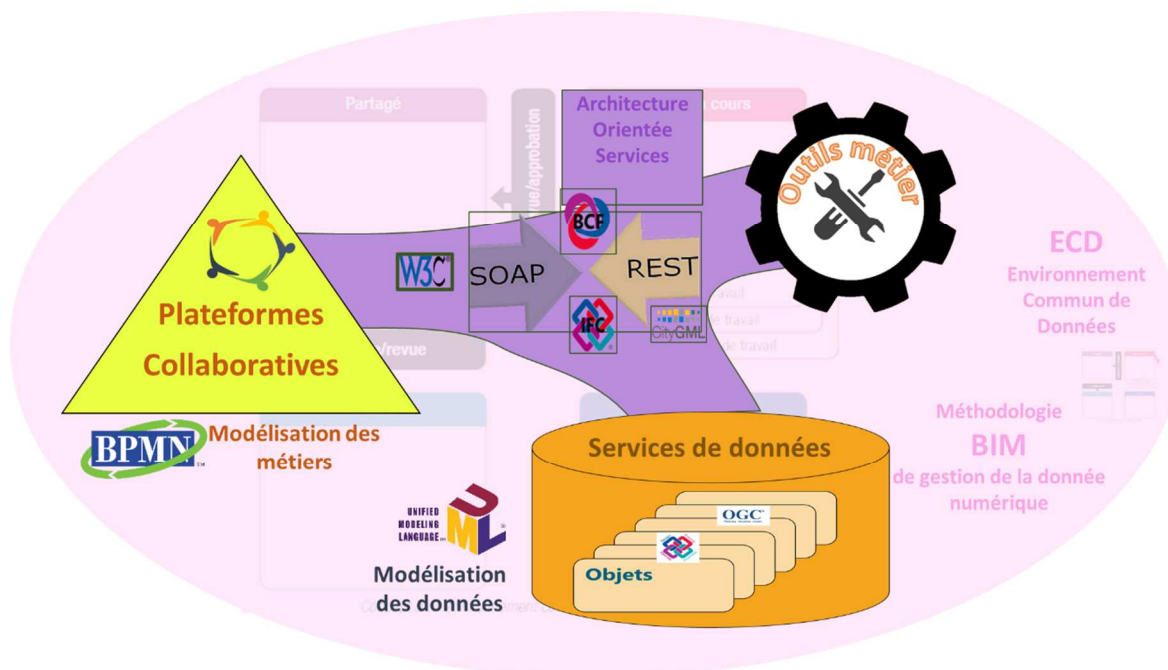 Partagé
Architecture
Orientée
Services
cours
vue/approbation
Outils métier
BCF
W3C
SOAP
REST
IFC
CityGML
travail
de travail
de travail
Plateformes
Collaboratives
/revue
ECD
Environnement
Commun de
Données
BPMN
Modélisation des
métiers
Méthodologie
BIM
de gestion de la donnée
numérique
Services de données
OGC
Objets
UNIFIED
MODELING
LANGUAGE
UML
Modélisation
des données